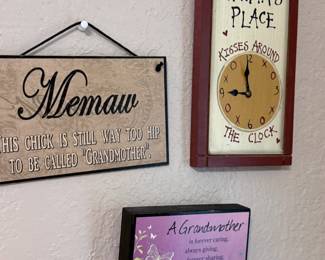 Memaw
THIS CHICK IS STILL WAY TOO HIP
TO BE CALLED "GRANDMOTHER".
PLACE
KISSES AROUND
THE CLOCK
A Grandmother
is forever caring,
always giving,